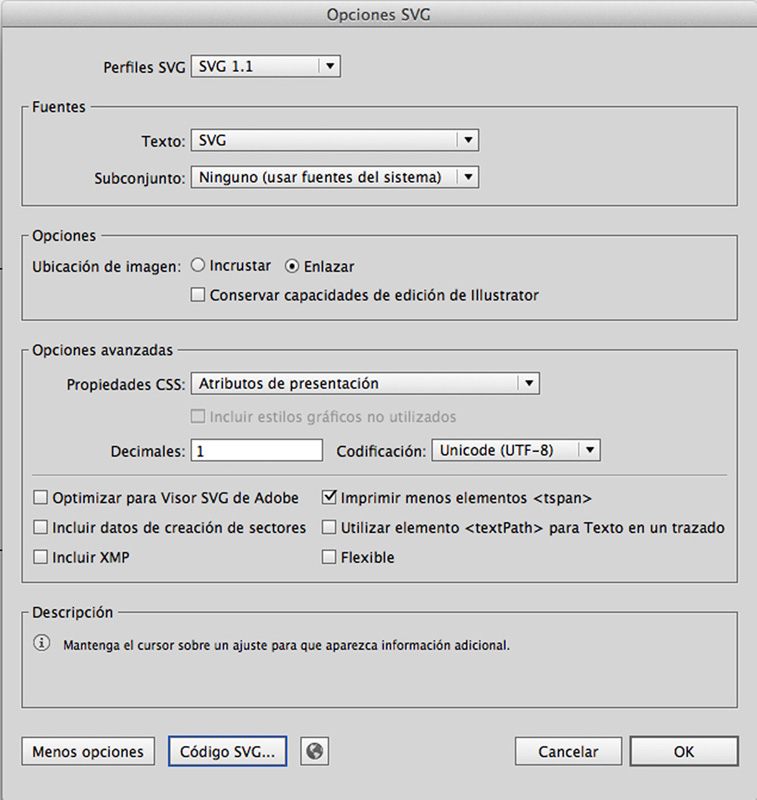 Opciones SVG
Perfiles SVG SVG 1.1
Fuentes
Texto: SVG
Subconjunto: Ninguno (usar fuentes del sistema)
Opciones
Ubicación de imagen: Incrustar Enlazar
Conservar capacidades de edición de Illustrator
Opciones avanzadas
Propiedades CSS: Atributos de presentación
Incluir estilos gráficos no utilizados
Decimales: 1 Codificación: Unicode (UTF-8)
Optimizar para Visor SVG de Adobe Imprimir menos elementos <tspan>
Incluir datos de creación de sectores Utilizar elemento <textPath> para Texto en un trazado
Incluir XMP Flexible
Descripción
Mantenga el cursor sobre un ajuste para que aparezca información adicional.
Menos opciones Código SVG... Cancelar OK